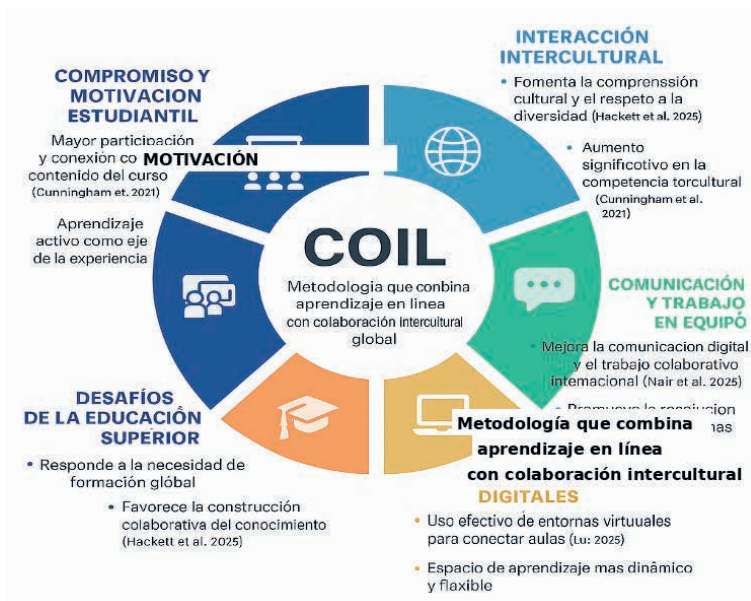 COMPROMISO Y
MOTIVACION
ESTUDIANTIL
Mayor participación
y conexión co MOTIVACIÓN
contenido del curso
(Cunningham et. 2021)
Aprendizaje
activo como eje
de la experiencia
INTERACCIÓN
INTERCULTURAL
• Fomenta la comprenssión
cultural y el respeto a la
diversidad (Hackett et al. 2025)
• Aumento
significotivo en la
competencia torcultural
(Cunningham et al.
2021)
COIL
Metodologia que conbina
aprendizaje en linea
con colaboración intercultural
global
COMUNICACIÓN
Y TRABAJO
EN EQUIPÓ
• Mejora la comunicacion digital
y el trabajo colaborativo
intemacional (Nair et al. 2025)
DESAFÍOS
DE LA EDUCACIÓN
SUPERIOR
• Responde a la necesidad de
formación global
• Favorece la construcción
colaborativa del conocimiento
(Hackett et al. 2025)
Metodología que combina
aprendizaje en línea
con colaboración intercultural
DIGITALES
• Uso efectivo de entornas virtuuales
para conectar aulas (Lu: 2025)
• Espacio de aprendizaje mas dinámico
y flaxible